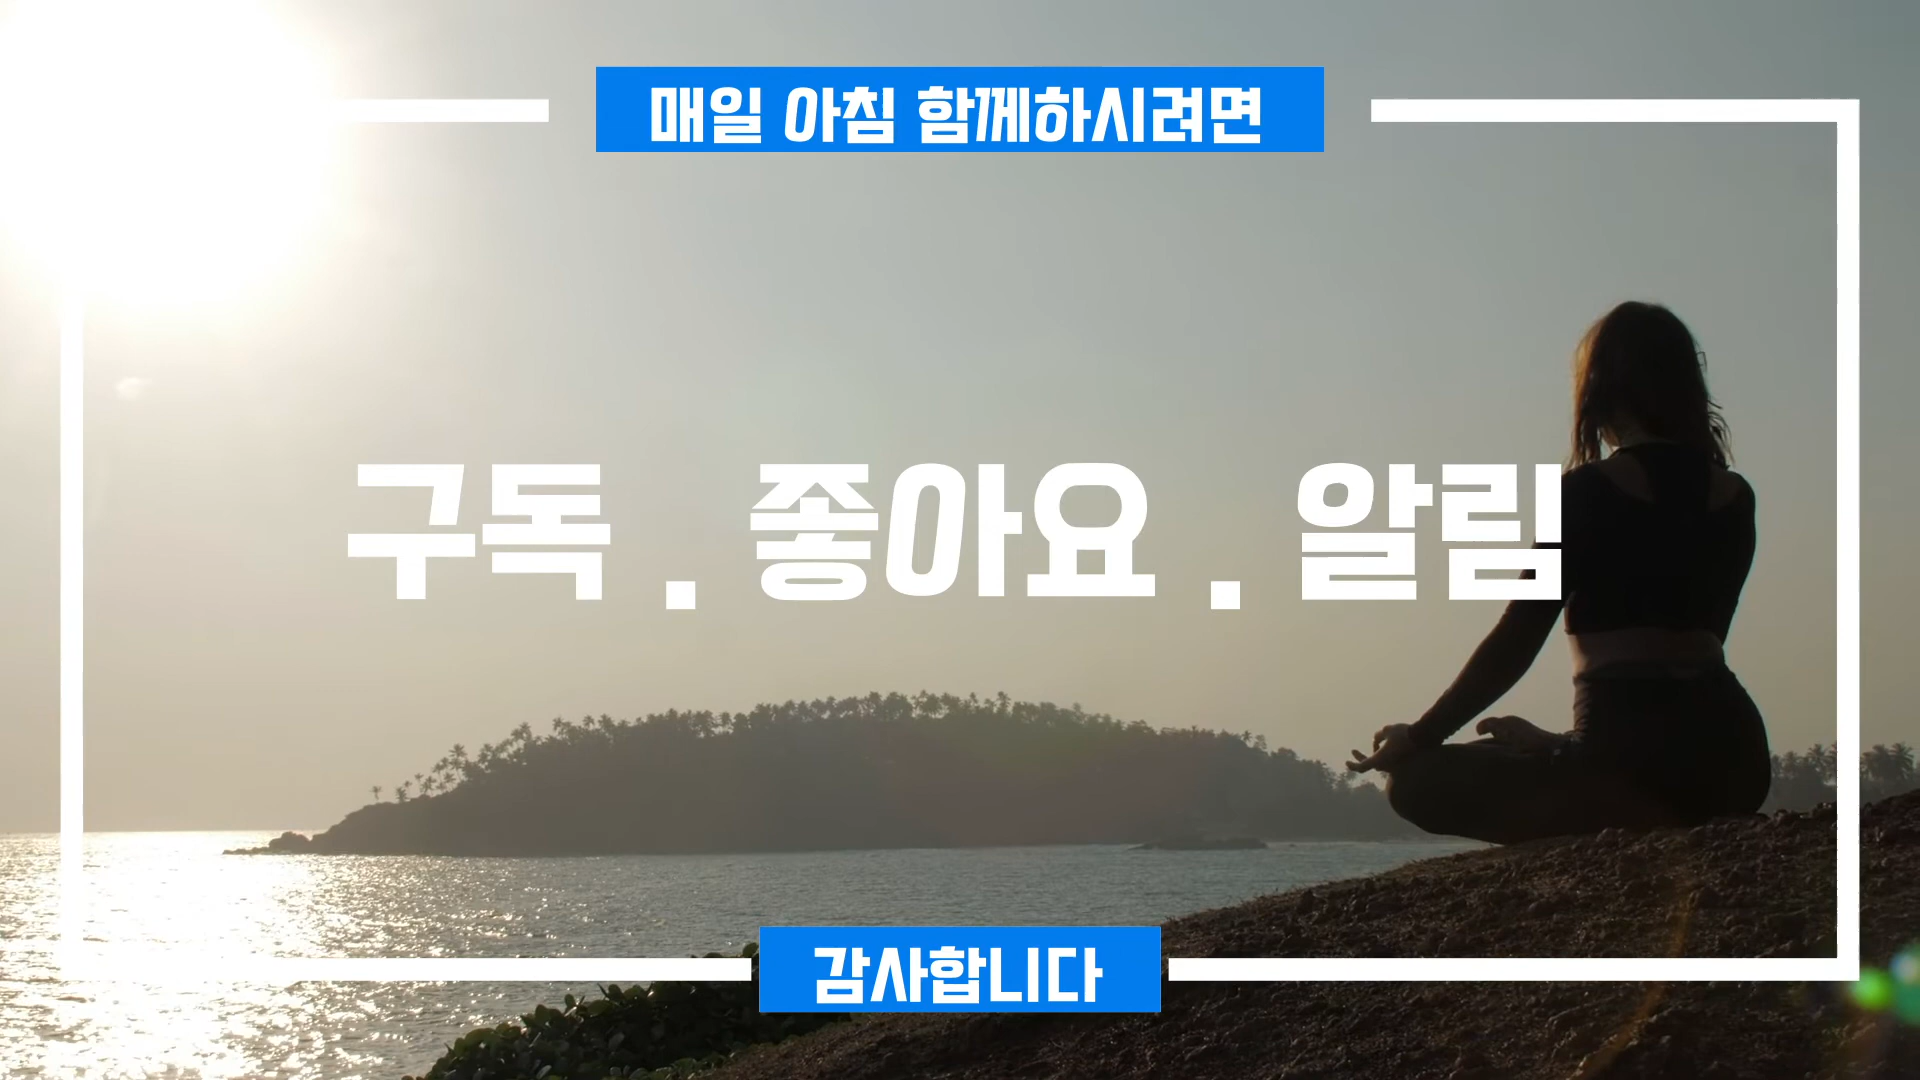 매일 아침 함께하시려면
구독 . 좋아요 . 알림
감사합니다